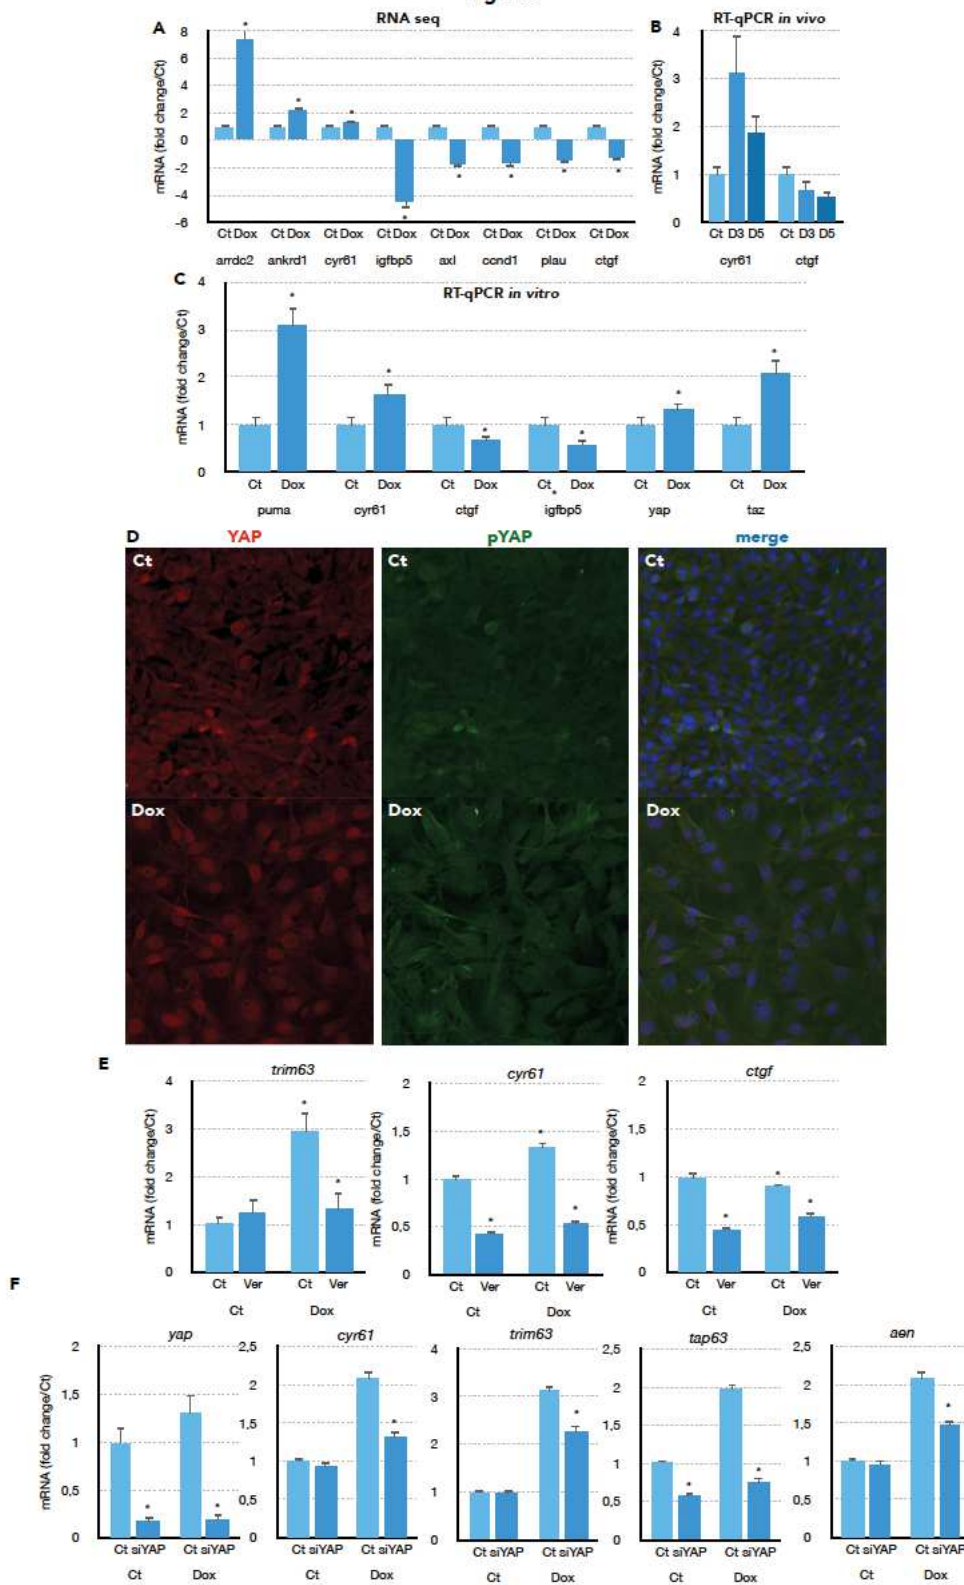 A
RNA seq
B
RT-qPCR in vivo
mRNA (fold change/Ct)
8
6
4
2
0
-2
-4
-6
* * * * * * * *
Ct Dox Ct Dox Ct Dox Ct Dox Ct Dox Ct Dox Ct Dox Ct Dox
arrdc2 ankrd1 cyr61 igfbp5 axl ccnd1 plau ctgf
mRNA (fold change/Ct)
4
3
2
1
0
Ct D3 D5 Ct D3 D5
cyr61 ctgf
C
RT-qPCR in vitro
mRNA (fold change/Ct)
4
3
2
1
0
* * * * * *
Ct Dox Ct Dox Ct Dox Ct* Dox Ct Dox Ct Dox
puma cyr61 ctgf igfbp5 yap taz
D
YAP pYAP merge
Ct Ct Ct
Dox Dox Dox
E
trim63
mRNA (fold change/Ct)
4
3
2
1
0
* *
Ct Ver Ct Ver
Ct Dox
cyr61
mRNA (fold change/Ct)
2
1,5
1
0,5
0
* * *
Ct Ver Ct Ver
Ct Dox
ctgf
mRNA (fold change/Ct)
2
1,5
1
0,5
0
* * *
Ct Ver Ct Ver
Ct Dox
F
yap
mRNA (fold change/Ct)
2
1,5
1
0,5
0
* *
Ct siYAP Ct siYAP
Ct Dox
cyr61
2,5
2
1,5
1
0,5
0
*
Ct siYAP Ct siYAP
Ct Dox
trim63
4
3
2
1
0
*
Ct siYAP Ct siYAP
Ct Dox
tap63
2,5
2
1,5
1
0,5
0
* *
Ct siYAP Ct siYAP
Ct Dox
aen
2,5
2
1,5
1
0,5
0
*
Ct siYAP Ct siYAP
Ct Dox